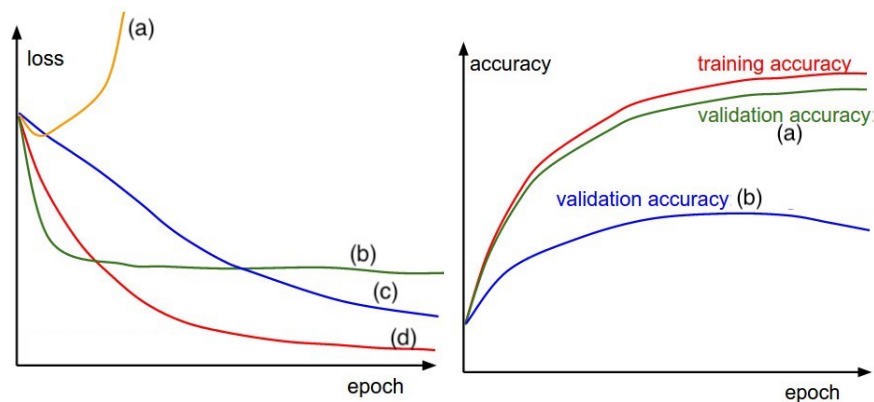 (a)
loss
(b)
(c)
(d)
epoch
accuracy
training accuracy
validation accuracy
(a)
validation accuracy (b)
epoch